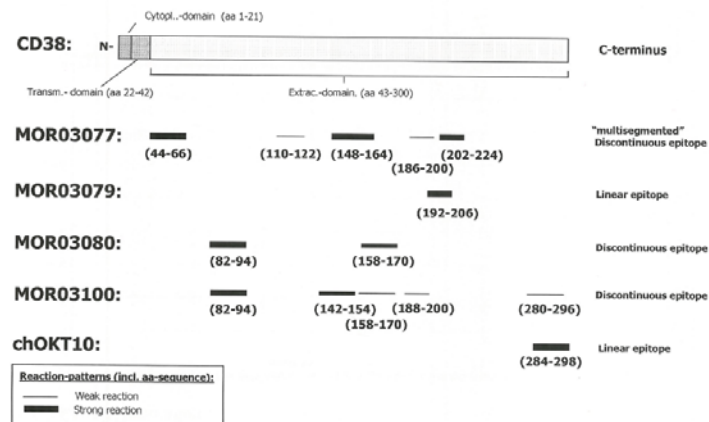 Cytopl..-domain (aa 1-21)
CD38: N- C-terminus
Transm.- domain (aa 22-42) Extrac.-domain. (aa 43-300)
MOR03077: "multisegmented"
Discontinuous epitope
(44-66) (110-122) (148-164) (202-224)
(186-200)
MOR03079: Linear epitope
(192-206)
MOR03080: Discontinuous epitope
(82-94) (158-170)
MOR03100: Discontinuous epitope
(82-94) (142-154) (188-200) (280-296)
(158-170)
chOKT10: Linear epitope
(284-298)
Reaction-patterns (incl. aa-sequence):
Weak reaction
Strong reaction